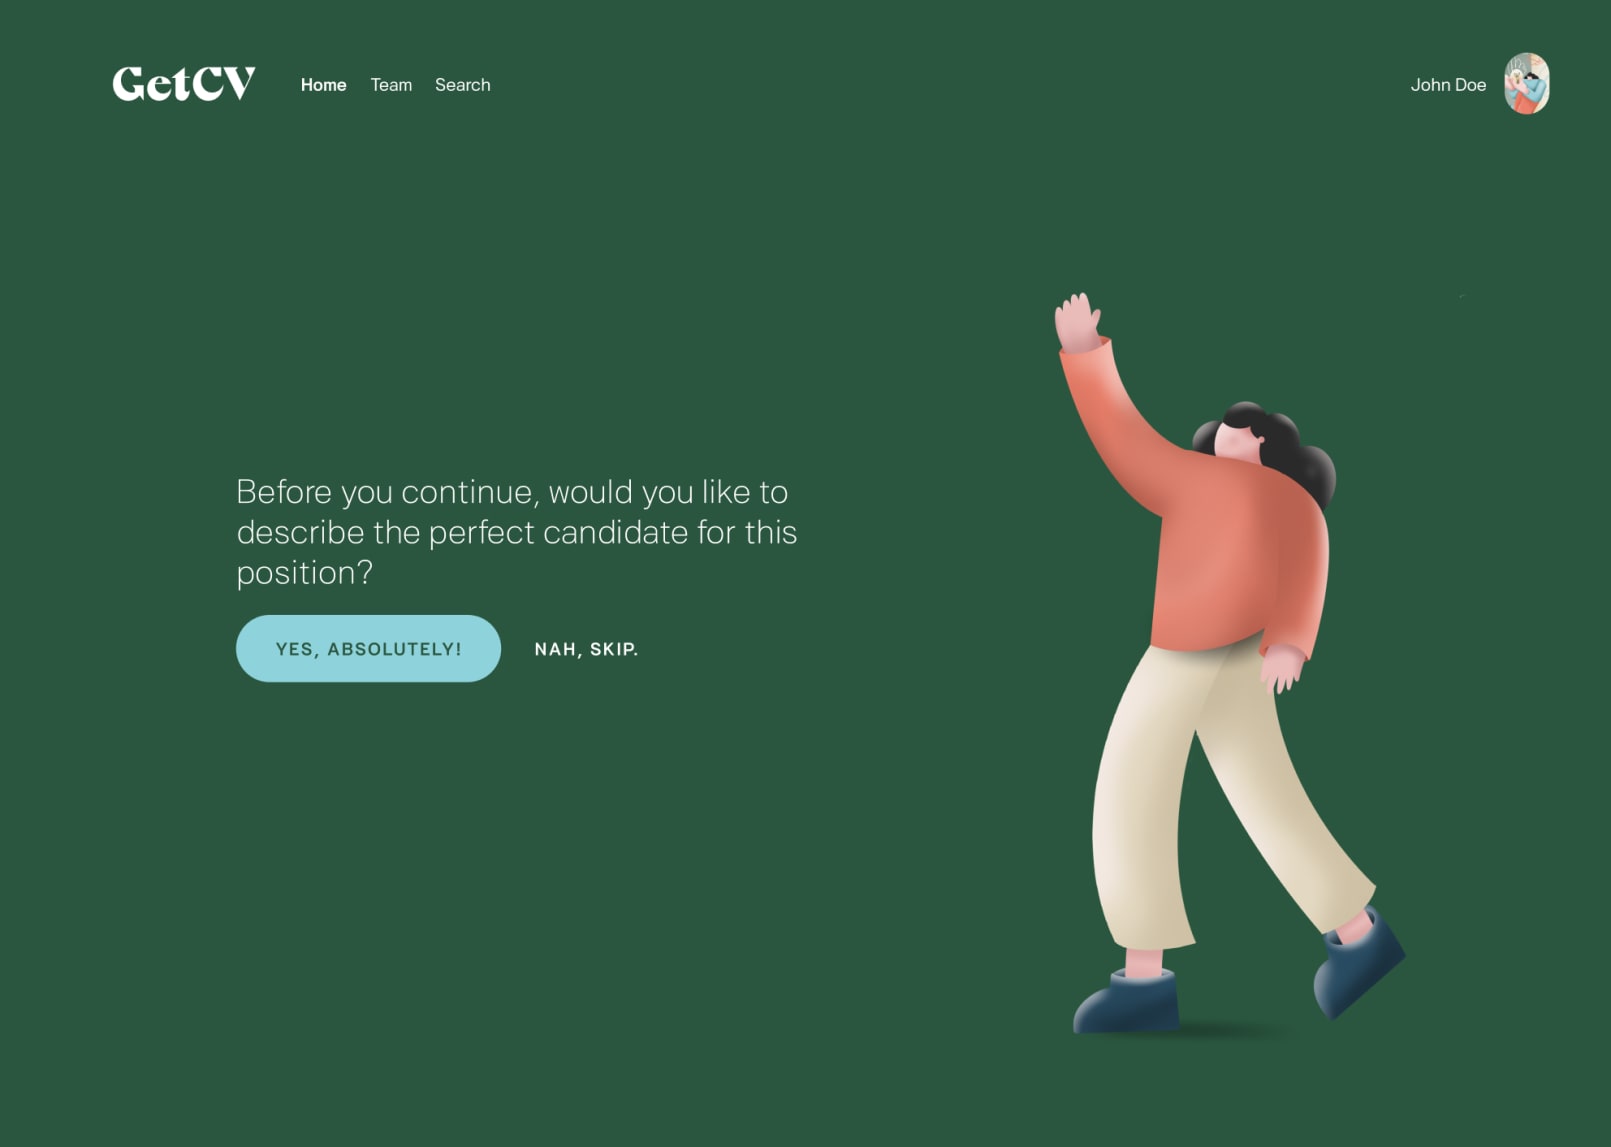 GetCV
Home Team Search
John Doe
Before you continue, would you like to
describe the perfect candidate for this
position?
YES, ABSOLUTELY!
NAH, SKIP.